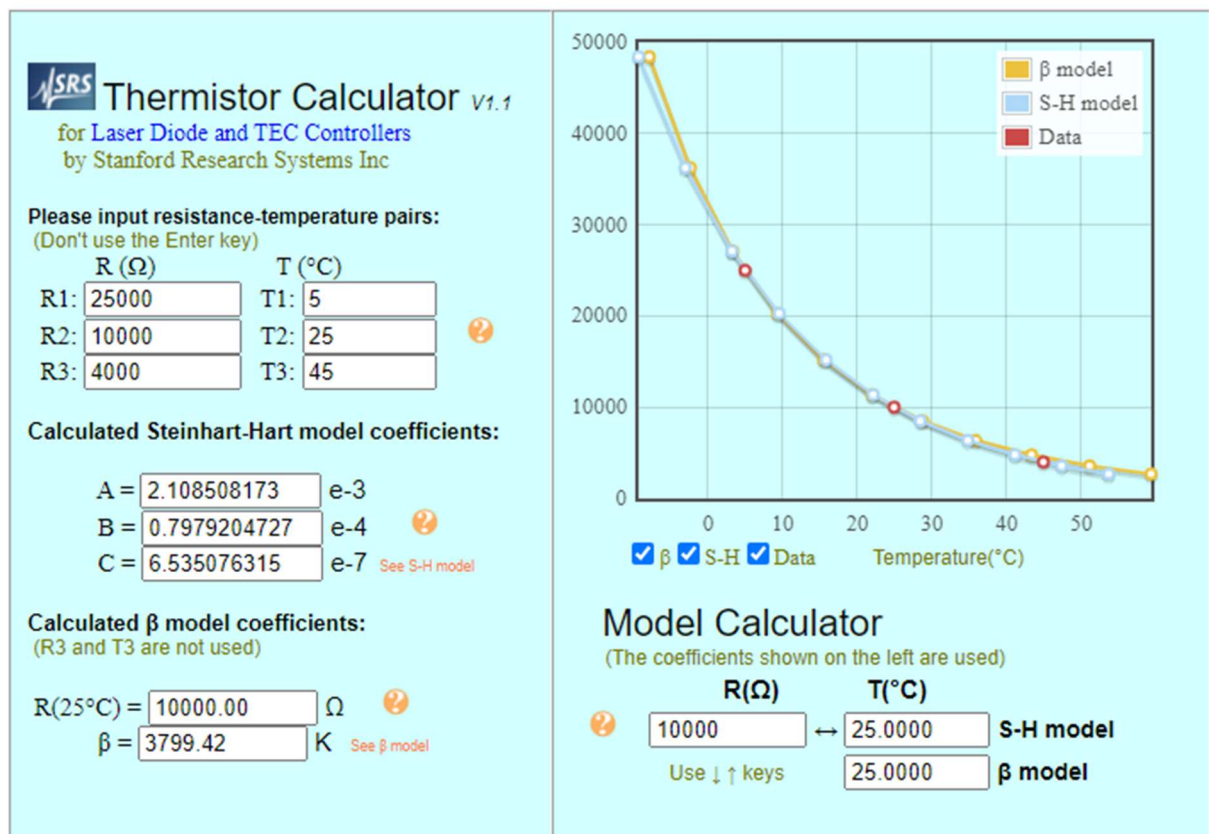 SRS Thermistor Calculator V1.1
for Laser Diode and TEC Controllers
by Stanford Research Systems Inc
Please input resistance-temperature pairs:
(Don't use the Enter key)
R (Ω) T (°C)
R1: 25000 T1: 5
R2: 10000 T2: 25 ?
R3: 4000 T3: 45
Calculated Steinhart-Hart model coefficients:
A = 2.108508173 e-3
B = 0.7979204727 e-4 ?
C = 6.535076315 e-7 See S-H model
Calculated β model coefficients:
(R3 and T3 are not used)
R(25°C) = 10000.00 Ω ?
β = 3799.42 K See β model
50000
40000
30000
20000
10000
0
β model
S-H model
Data
0 10 20 30 40 50
β S-H Data Temperature(°C)
Model Calculator
(The coefficients shown on the left are used)
R(Ω) T(°C)
? 10000 ↔ 25.0000 S-H model
Use ↓ ↑ keys 25.0000 β model